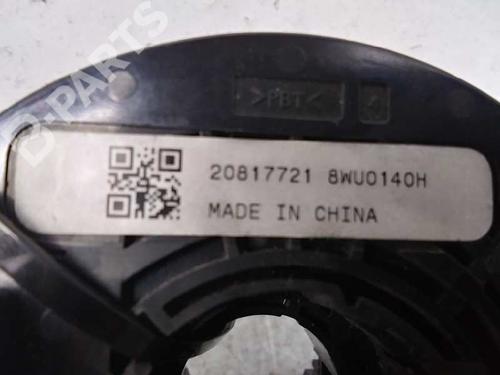 B-PARTS
>PBT<
20817721 8WU0140H
MADE IN CHINA